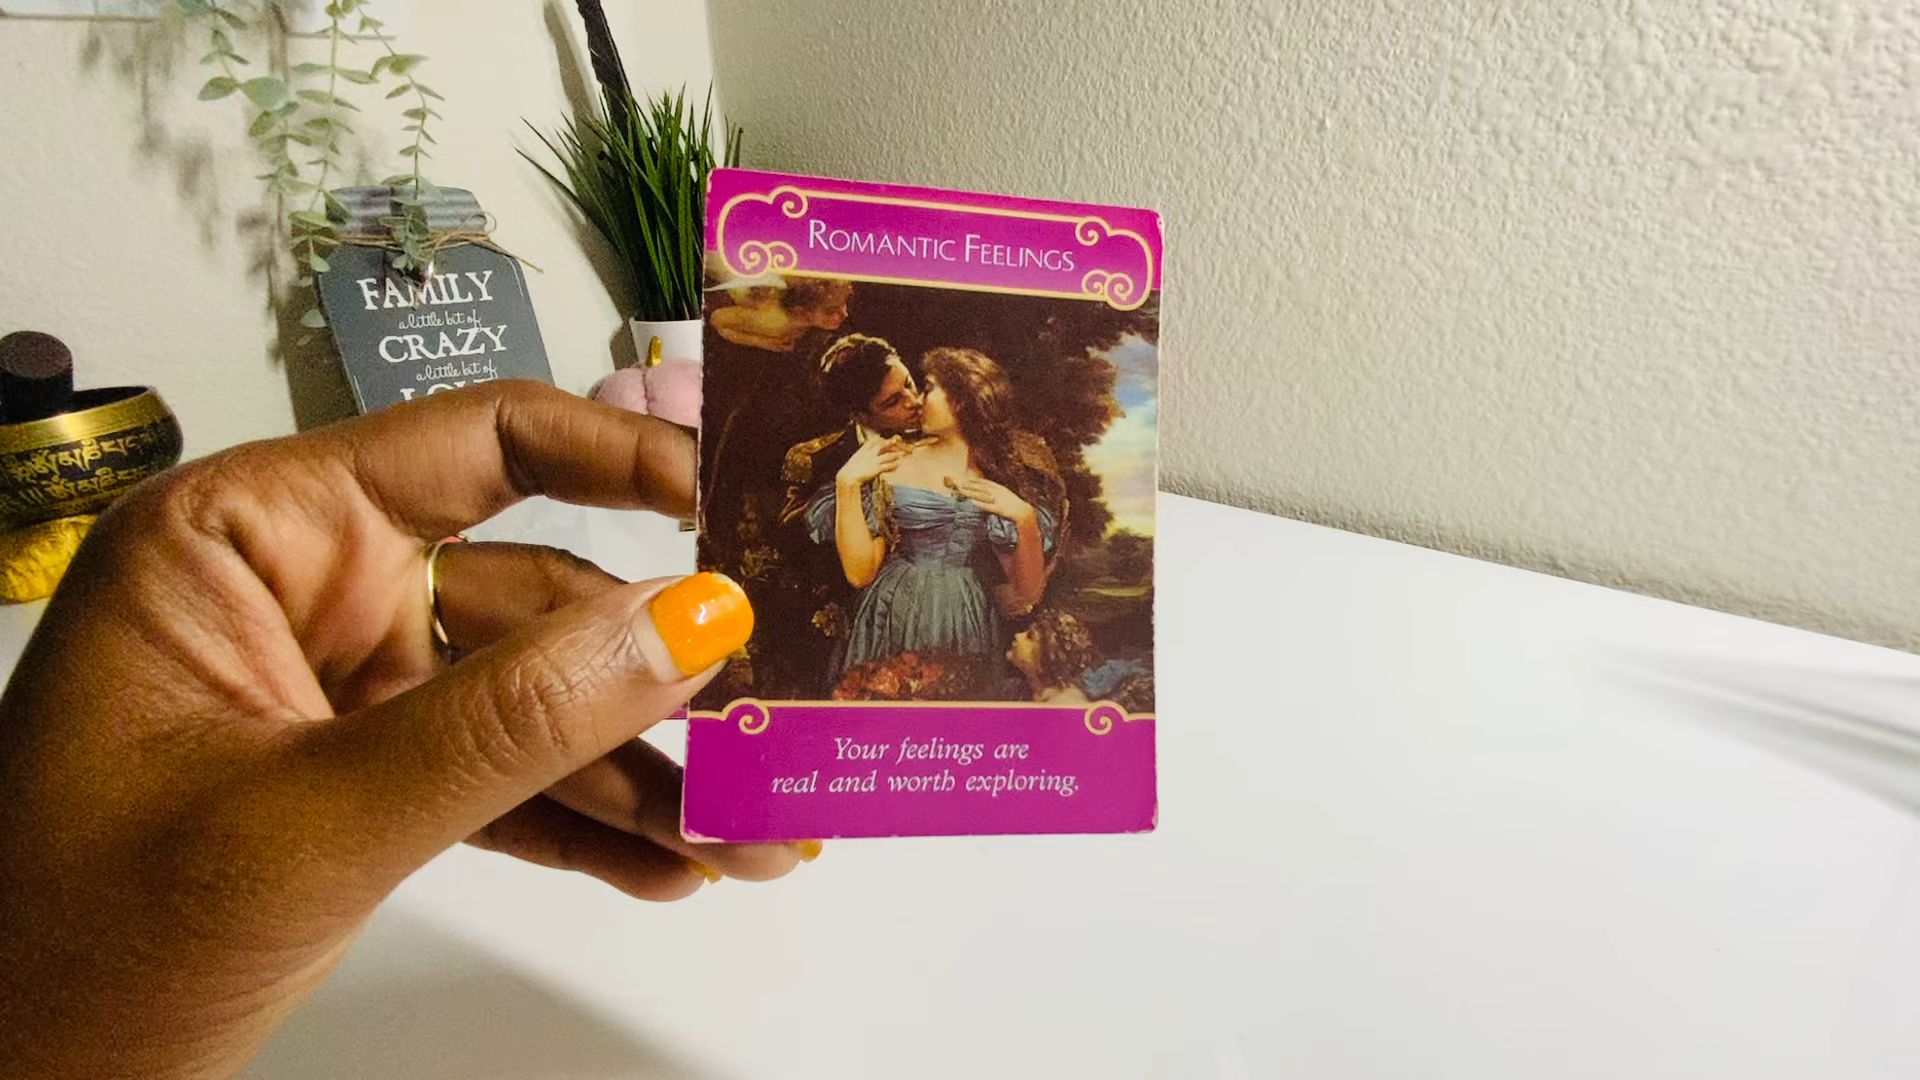 ROMANTIC FEELINGS
Your feelings are
real and worth exploring.
FAMILY
a little bit of
CRAZY
a little bit of